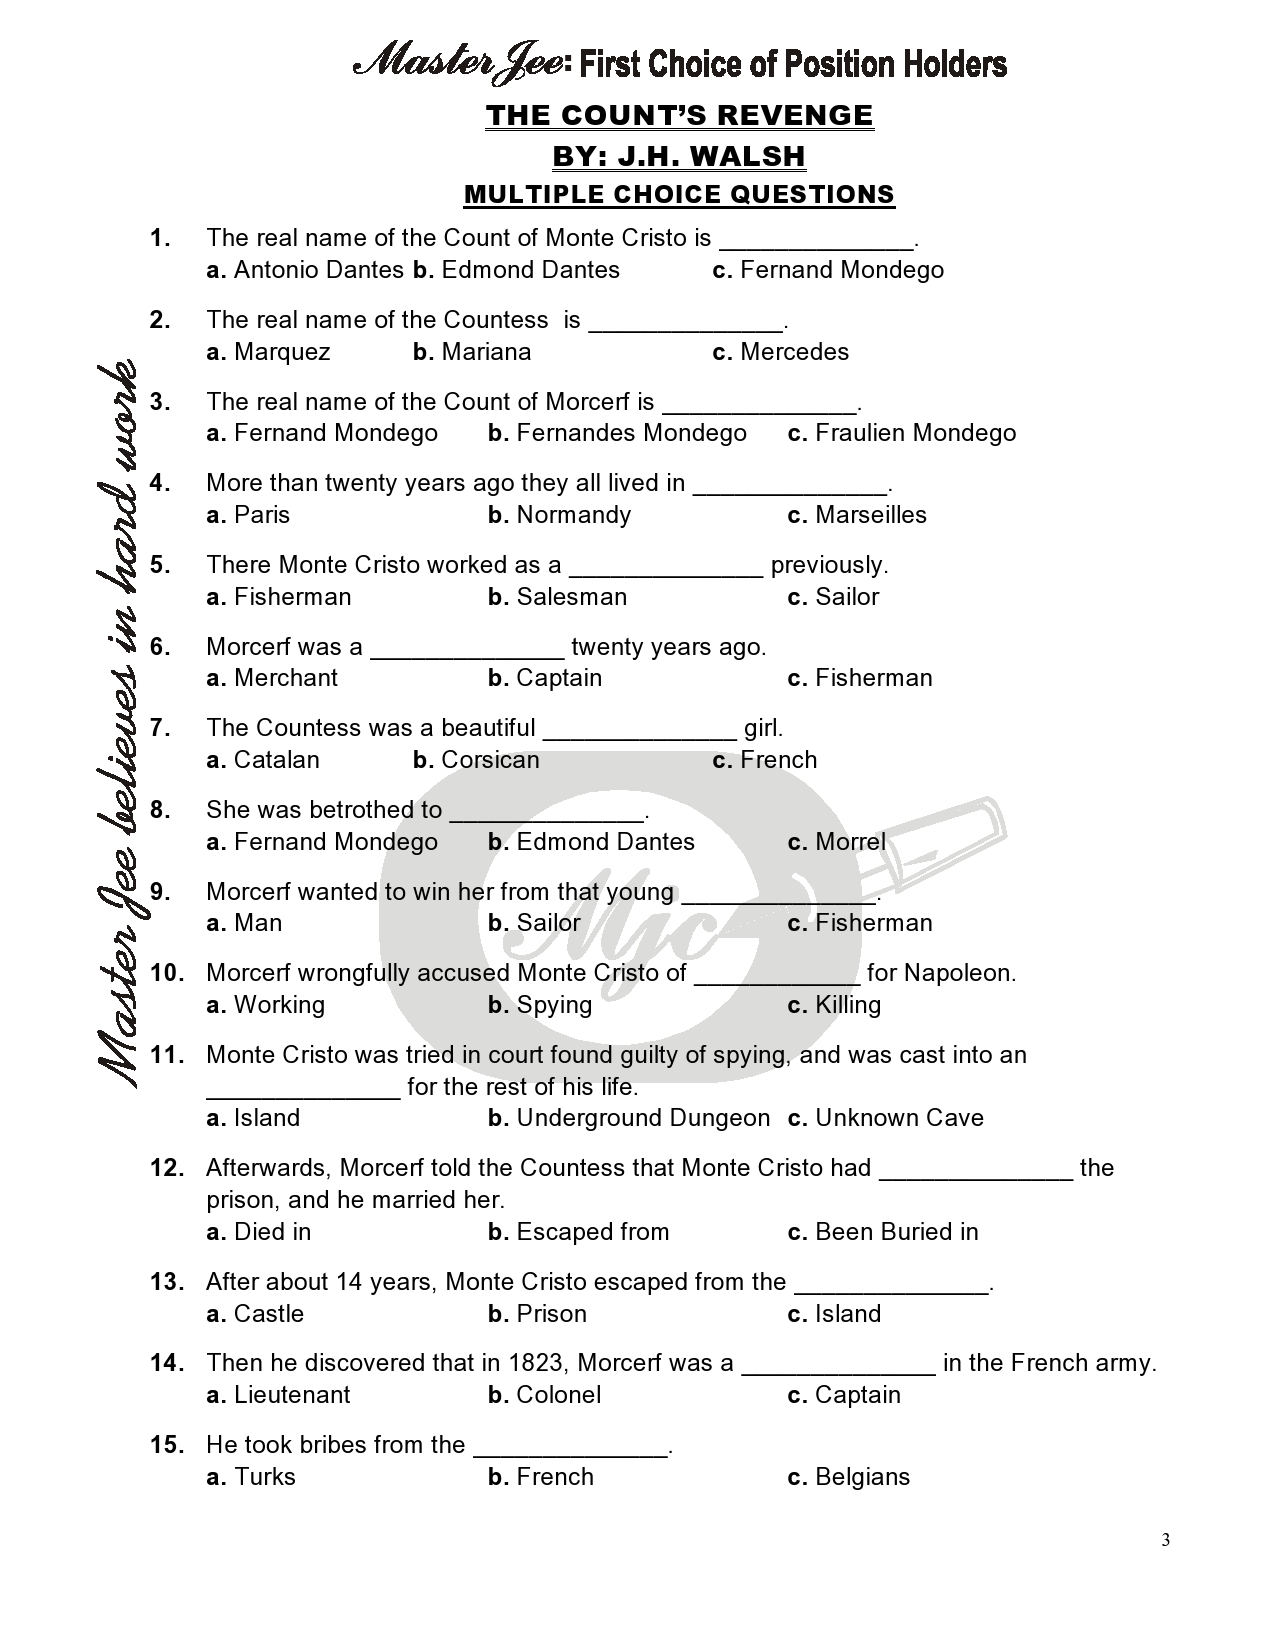 Master Jee: First Choice of Position Holders
THE COUNT'S REVENGE
BY: J.H. WALSH
MULTIPLE CHOICE QUESTIONS
1. The real name of the Count of Monte Cristo is ______________.
a. Antonio Dantes b. Edmond Dantes c. Fernand Mondego
2. The real name of the Countess is ______________.
a. Marquez b. Mariana c. Mercedes
3. The real name of the Count of Morcerf is ______________.
a. Fernand Mondego b. Fernandes Mondego c. Fraulien Mondego
4. More than twenty years ago they all lived in ______________.
a. Paris b. Normandy c. Marseilles
5. There Monte Cristo worked as a ______________ previously.
a. Fisherman b. Salesman c. Sailor
6. Morcerf was a ______________ twenty years ago.
a. Merchant b. Captain c. Fisherman
7. The Countess was a beautiful ______________ girl.
a. Catalan b. Corsican c. French
8. She was betrothed to ______________.
a. Fernand Mondego b. Edmond Dantes c. Morrel
9. Morcerf wanted to win her from that young ______________.
a. Man b. Sailor c. Fisherman
10. Morcerf wrongfully accused Monte Cristo of ____________ for Napoleon.
a. Working b. Spying c. Killing
11. Monte Cristo was tried in court found guilty of spying, and was cast into an
______________ for the rest of his life.
a. Island b. Underground Dungeon c. Unknown Cave
12. Afterwards, Morcerf told the Countess that Monte Cristo had ______________ the
prison, and he married her.
a. Died in b. Escaped from c. Been Buried in
13. After about 14 years, Monte Cristo escaped from the ______________.
a. Castle b. Prison c. Island
14. Then he discovered that in 1823, Morcerf was a ______________ in the French army.
a. Lieutenant b. Colonel c. Captain
15. He took bribes from the ______________.
a. Turks b. French c. Belgians
Master Jee believes in hard work
Mjc
3